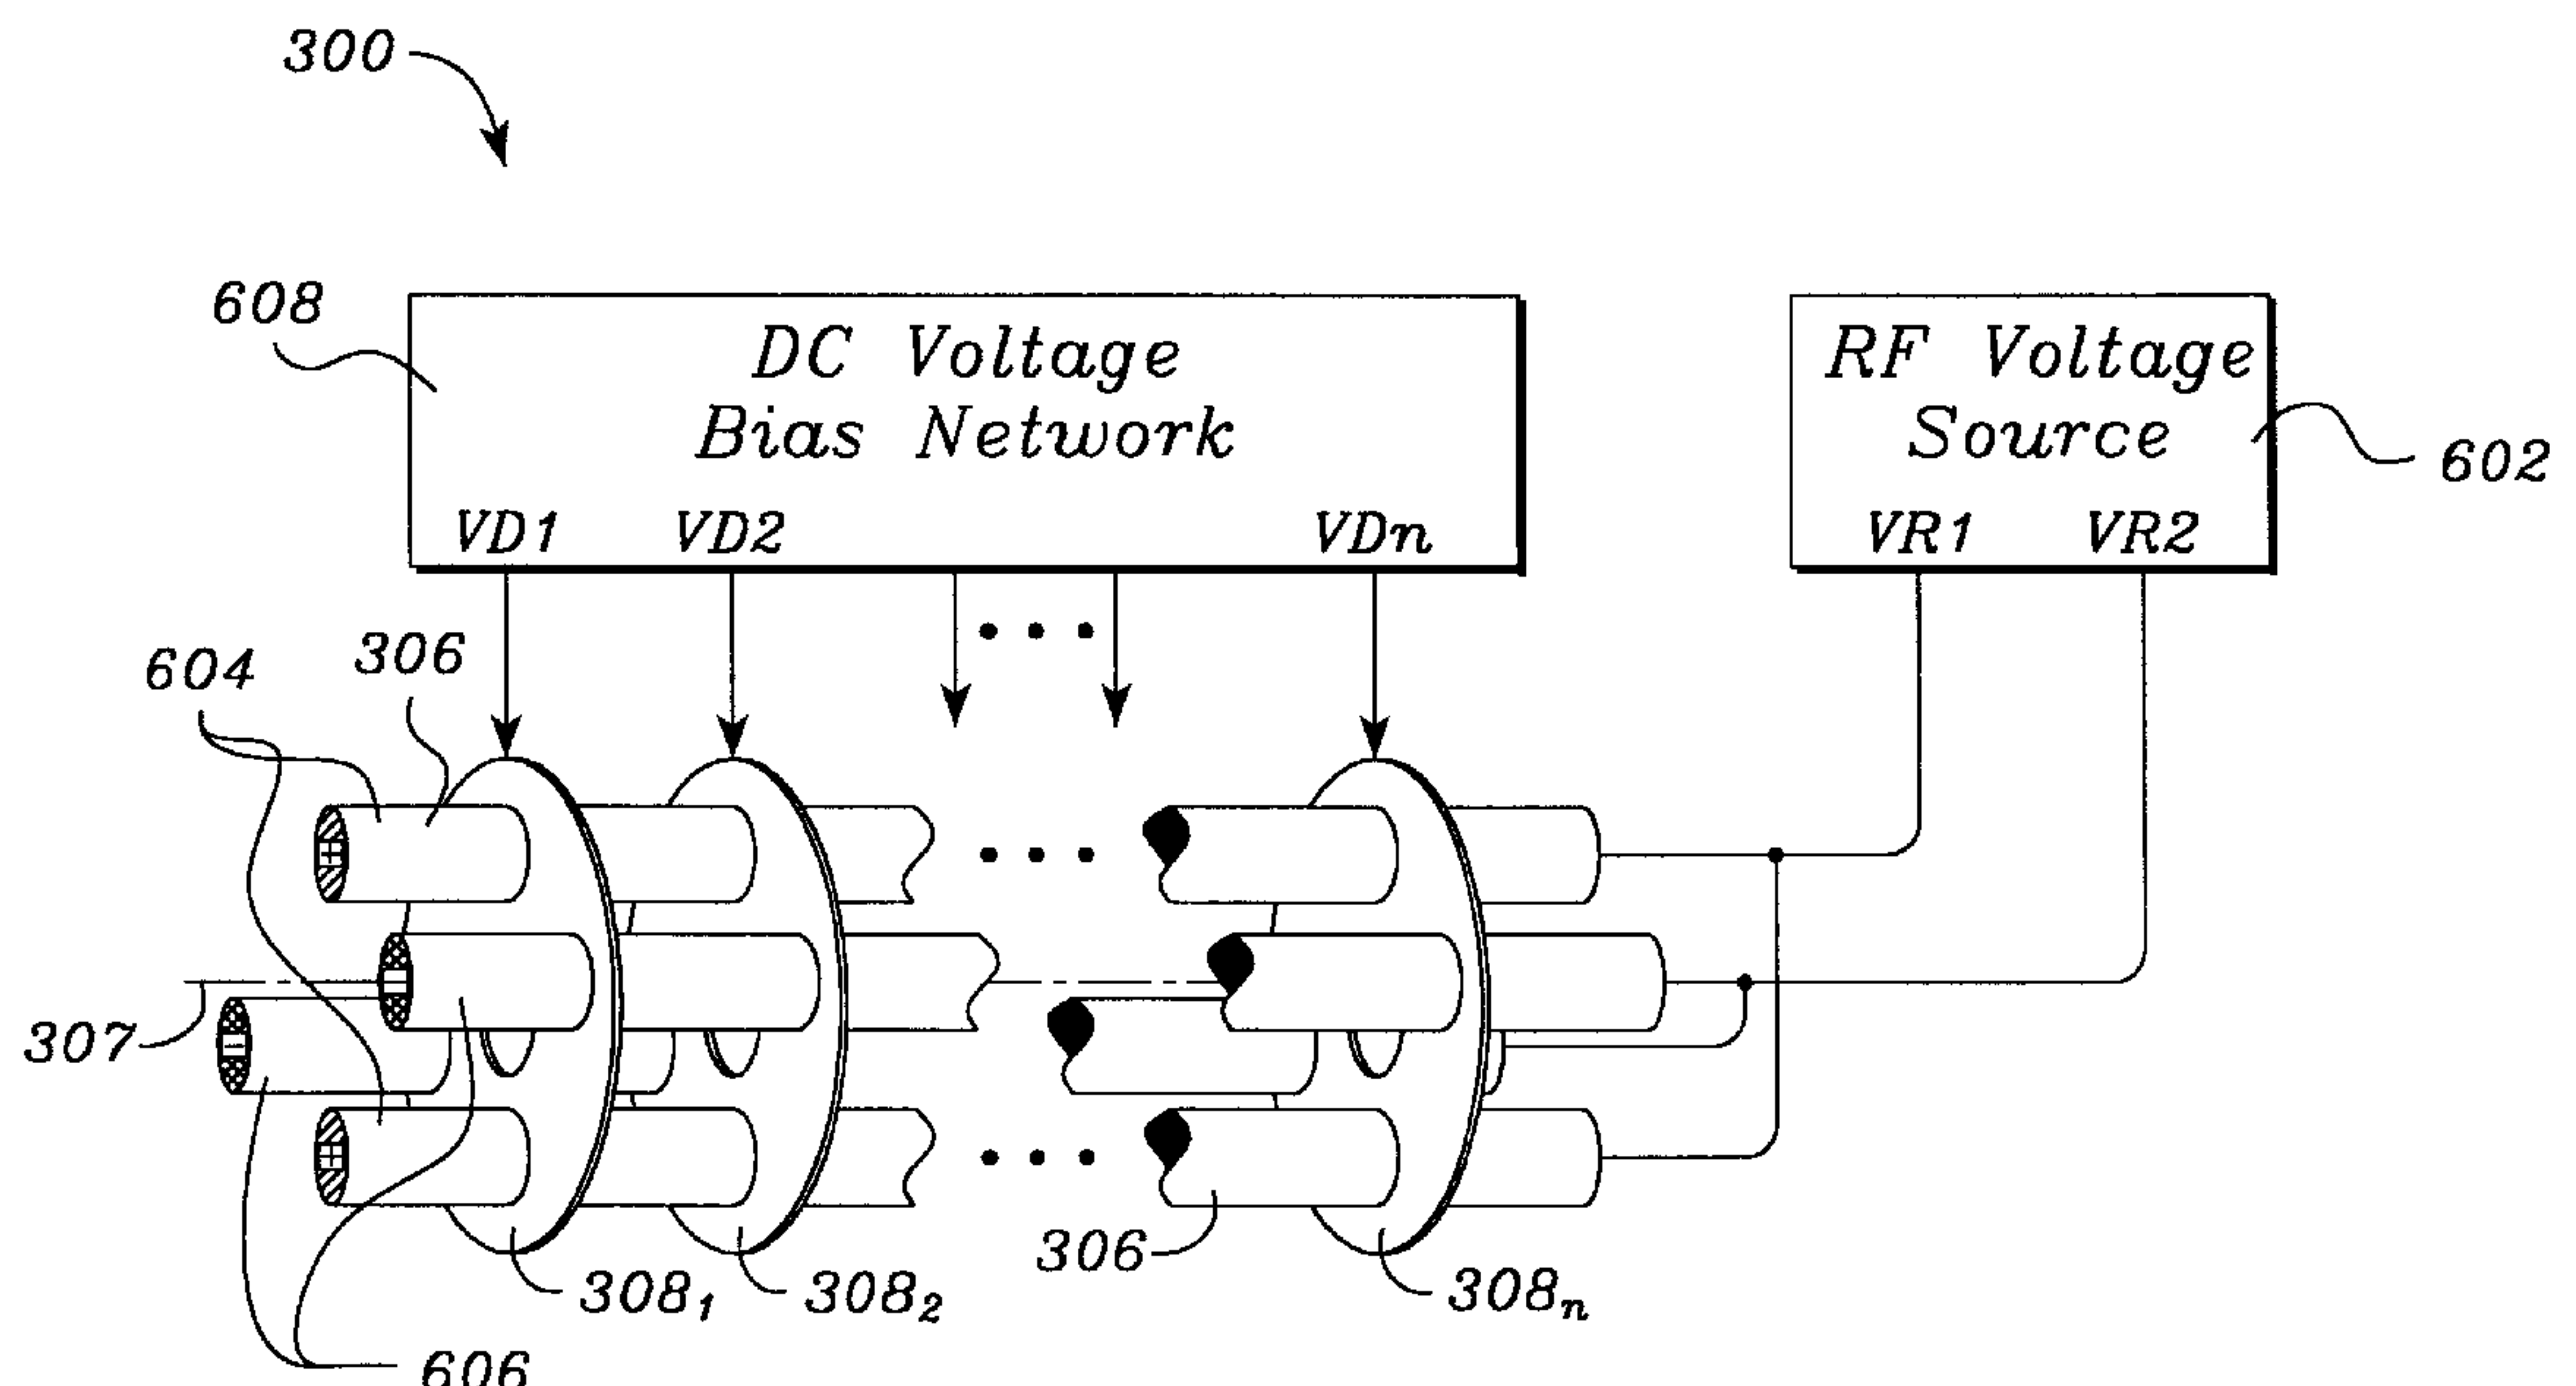 300
608
DC Voltage
Bias Network
VD1 VD2 VDn
RF Voltage
Source
VR1 VR2
602
604
306
307
306
308₁
308₂
308ₙ
606